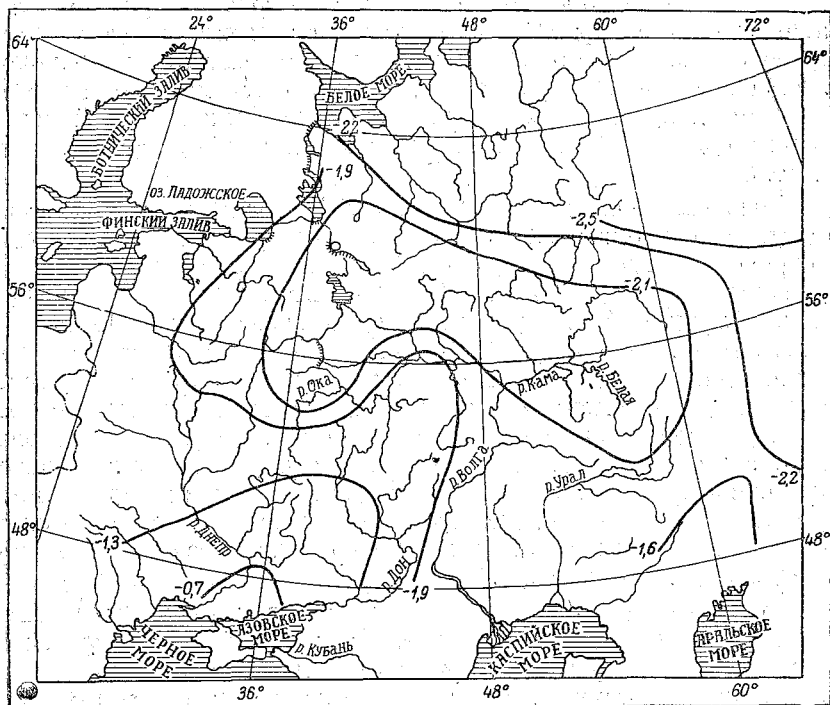 24° 36° 48° 60° 72°
64° 64°
БОТНИЧЕСКИЙ ЗАЛИВ
БЕЛОЕ МОРЕ
-2,2
-1,9
оз. ЛАДОЖСКОЕ
ФИНСКИЙ ЗАЛИВ
-2,5
-2,1
56° 56°
р. Ока
р. Кама
р. Белая
р. Волга
р. Урал
-2,2
48° 48°
-1,3
р. ДНЕПР
-1,6
р. ДОН
-0,7
-1,9
АЗОВСКОЕ
МОРЕ
ЧЕРНОЕ
МОРЕ
р. КУБАНЬ
КАСПИЙСКОЕ
МОРЕ
АРАЛЬСКОЕ
МОРЕ
36° 48° 60°